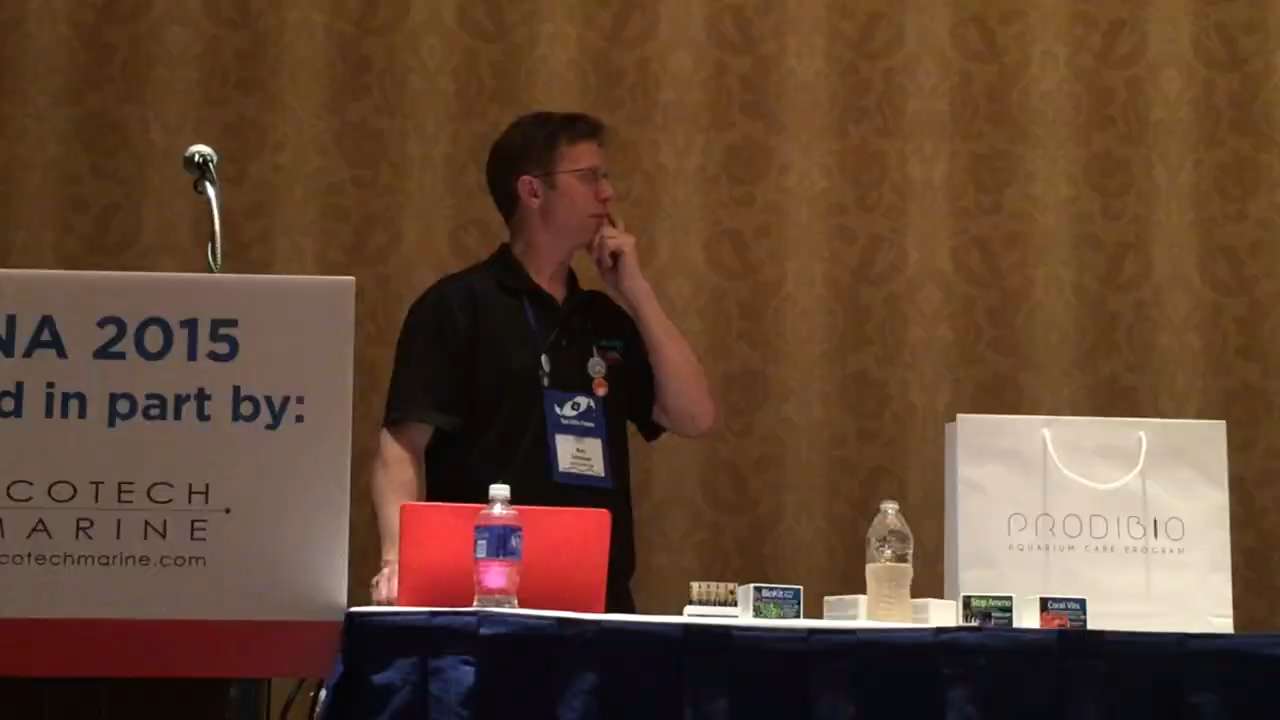 NA 2015
d in part by:
COTECH
MARINE
cotechmarine.com
PRODIBIO
AQUARIUM CARE PROGRAM
BioKit
Stop Ammo
Coral Vits